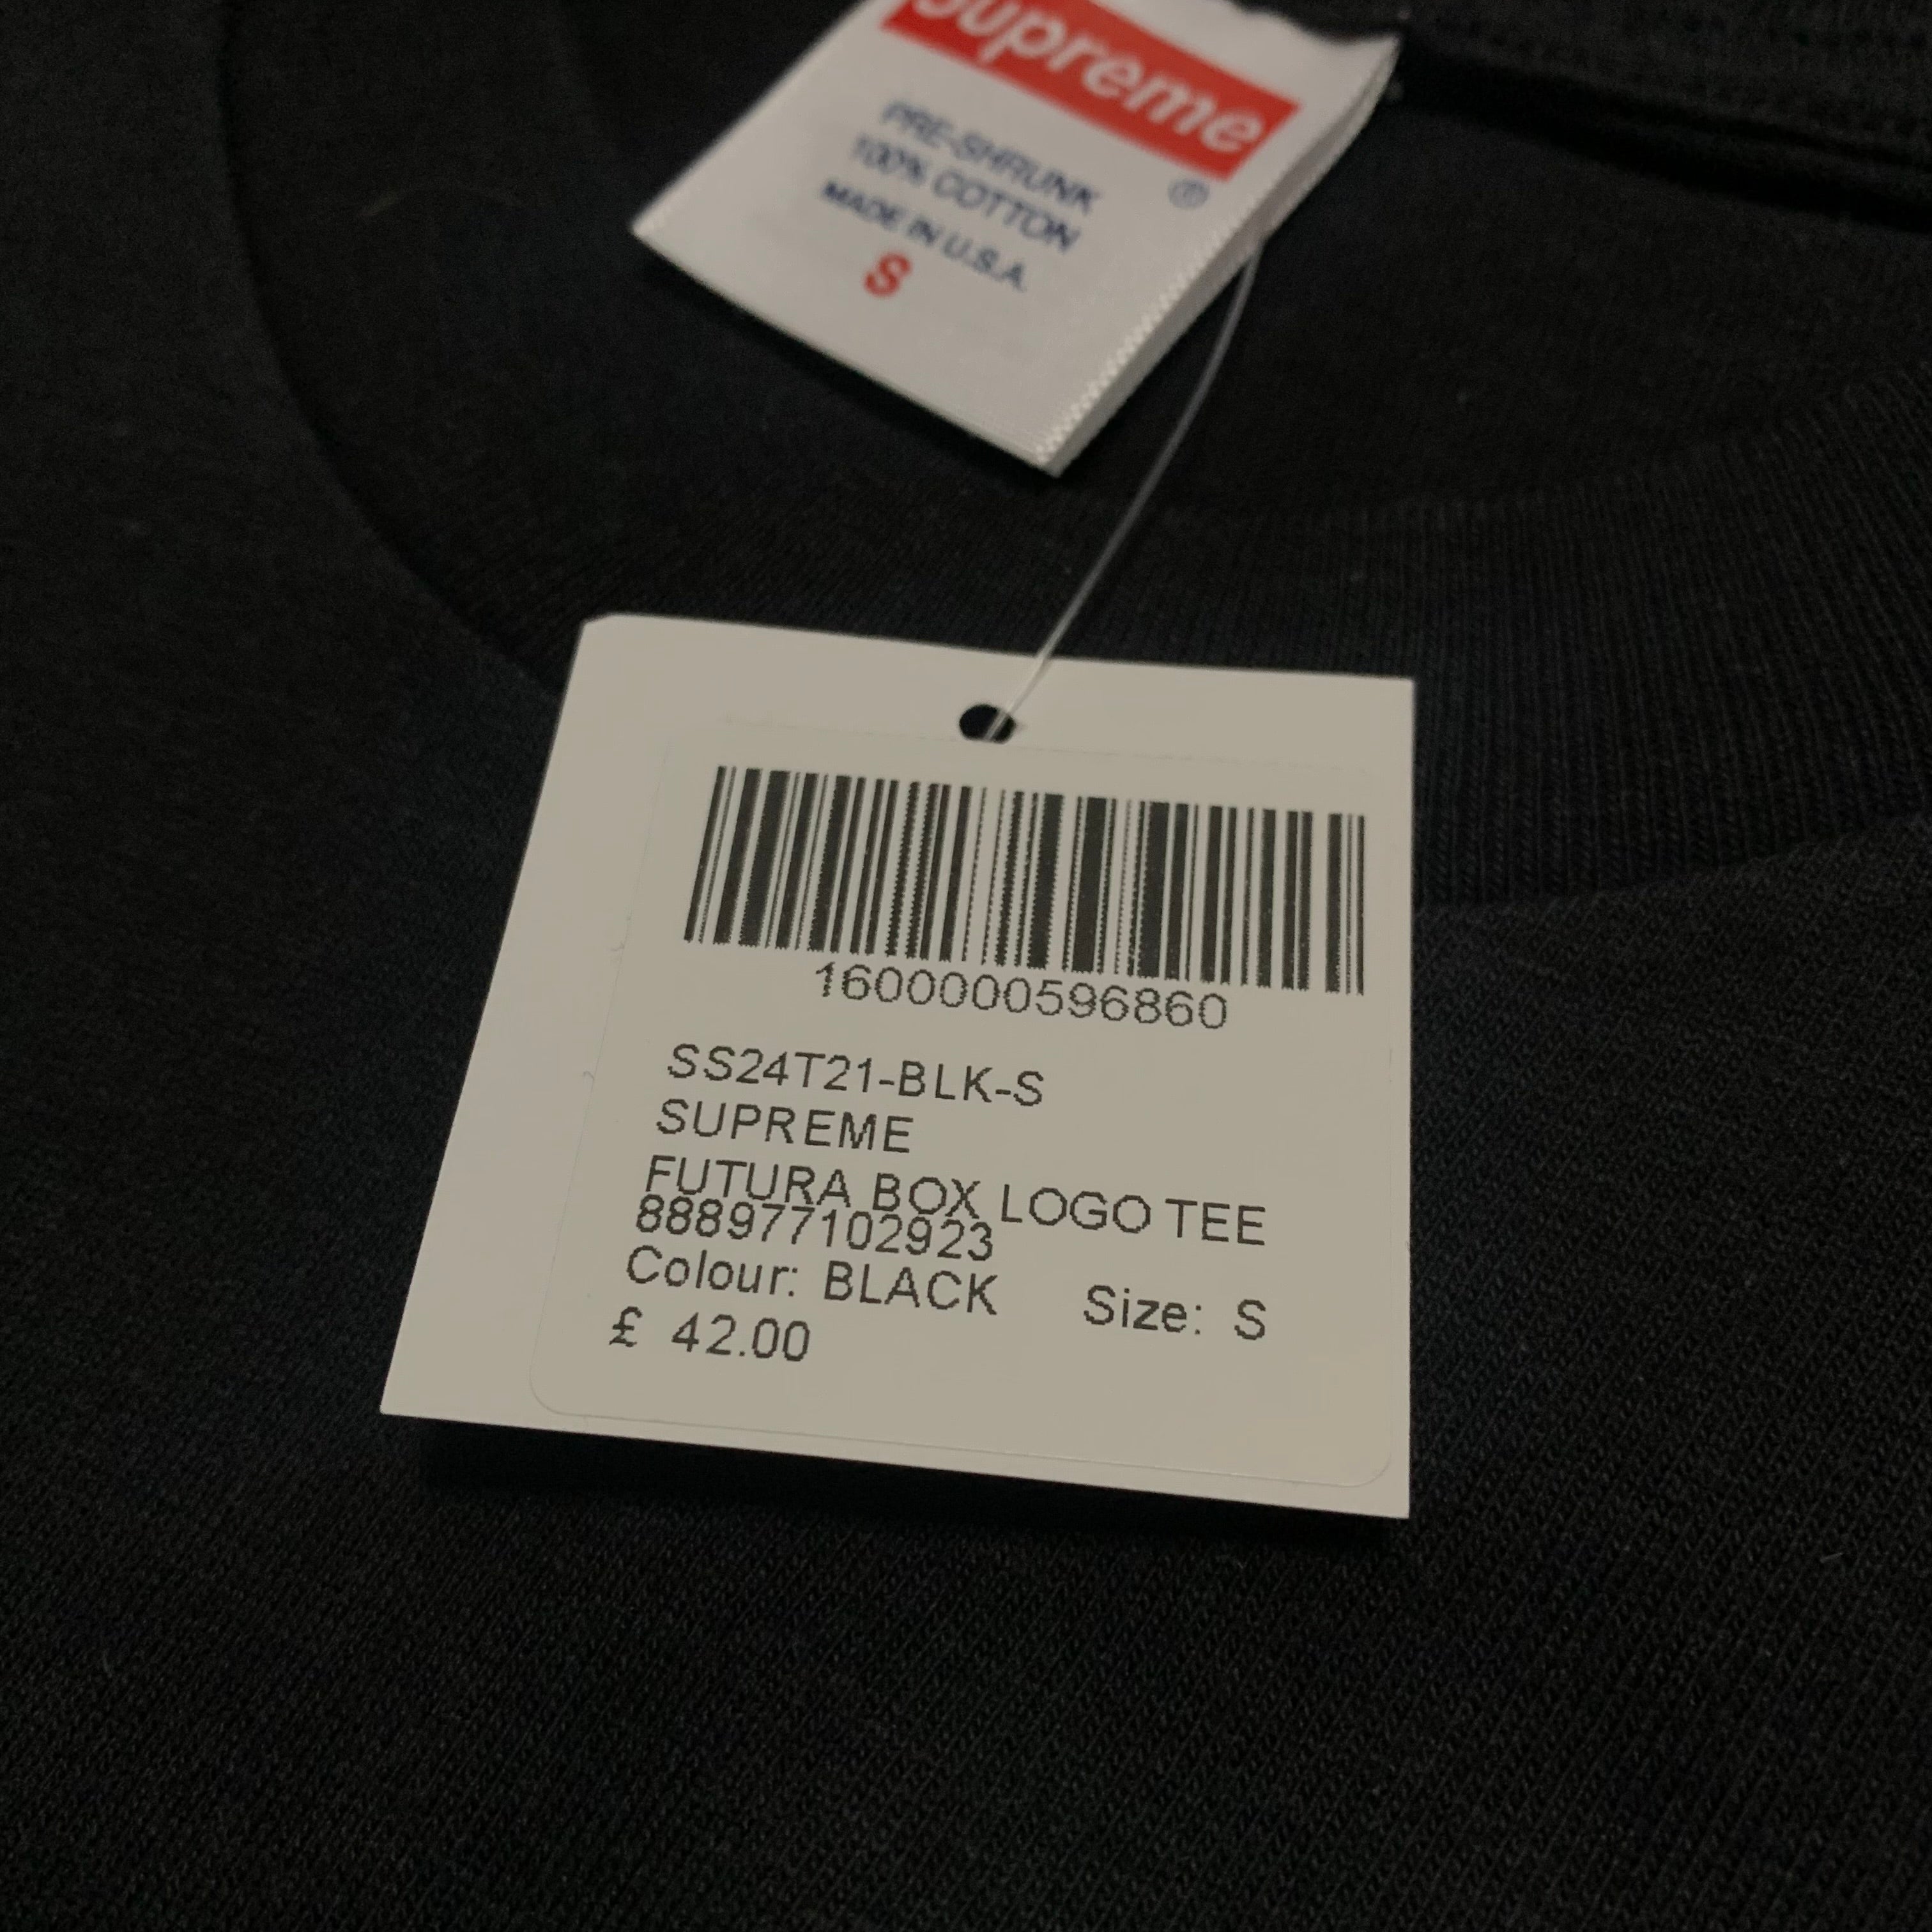 Supreme
®
PRE-SHRUNK
100% COTTON
MADE IN U.S.A.
S
1600000596860
SS24T21-BLK-S
SUPREME
FUTURA BOX LOGO TEE
888977102923
Colour: BLACK Size: S
£ 42.00